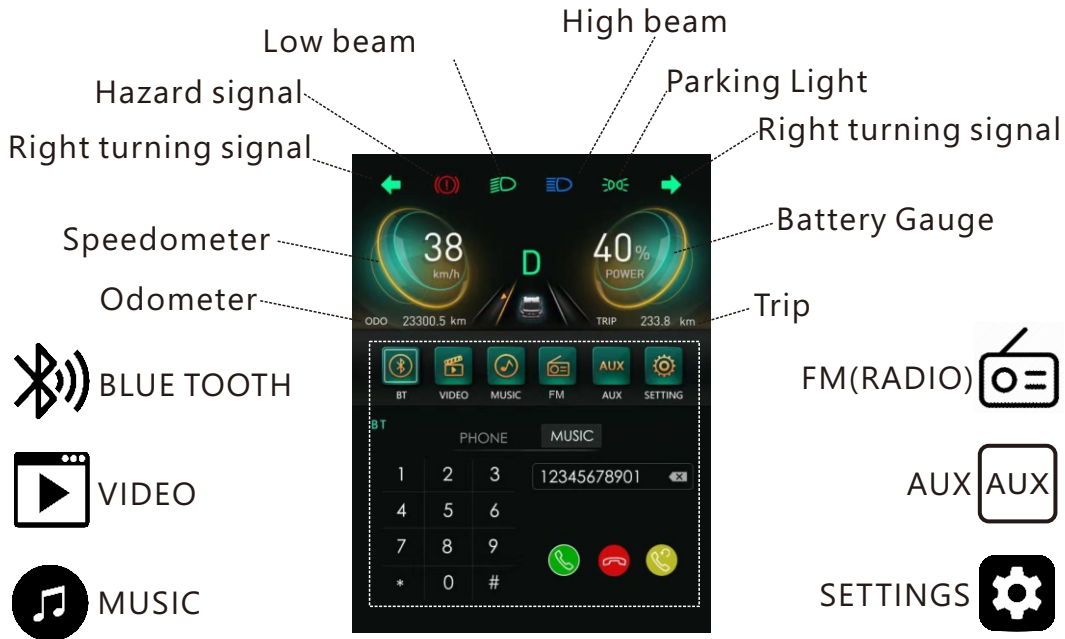 High beam
Low beam
Parking Light
Hazard signal
Right turning signal
Right turning signal
38
km/h
40%
POWER
D
Battery Gauge
Speedometer
Odometer
Trip
ODO 23300.5 km
TRIP 233.8 km
BLUE TOOTH
FM(RADIO)
BT
VIDEO
MUSIC
FM
AUX
AUX
SETTING
BT
PHONE
MUSIC
1 2 3
12345678901
4 5 6
7 8 9
* 0 #
VIDEO
AUX
AUX
MUSIC
SETTINGS